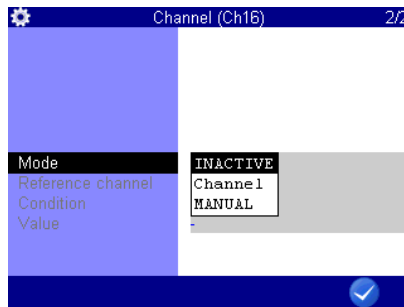 Channel (Ch16) 2/2
Mode INACTIVE
Reference channel Channel
Condition MANUAL
Value -